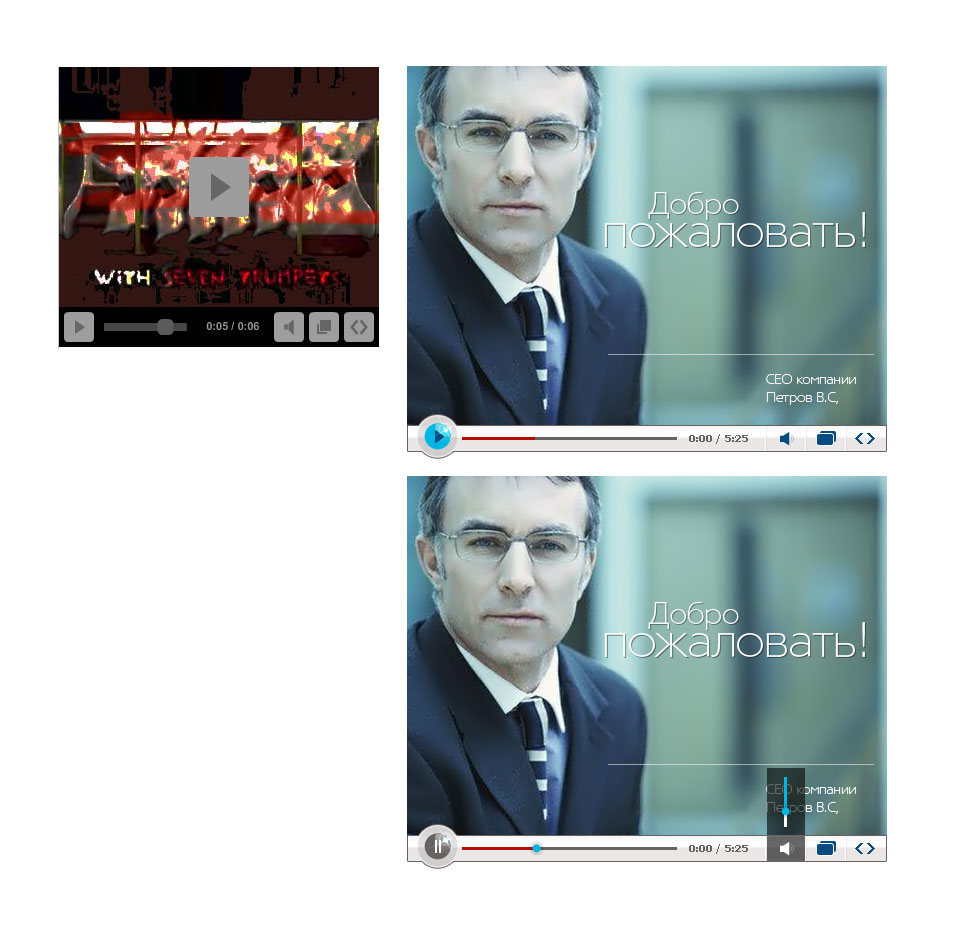 WITH SEVEN TRUMPETS
0:05 / 0:06
Добро
пожаловать!
CEO компании
Петров В.С,
0:00 / 5:25
Добро
пожаловать!
CEO компании
Петров В.С,
0:00 / 5:25